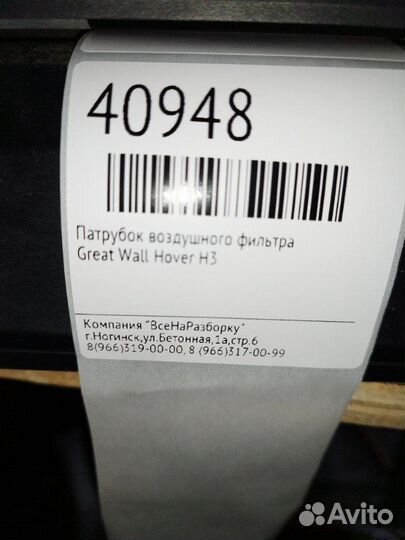 40948
Патрубок воздушного фильтра
Great Wall Hover H3
Компания "ВсеНаРазборку"
г.Ногинск,ул.Бетонная,1а,стр.6
8(966)319-00-00, 8 (966)317-00-99
Avito